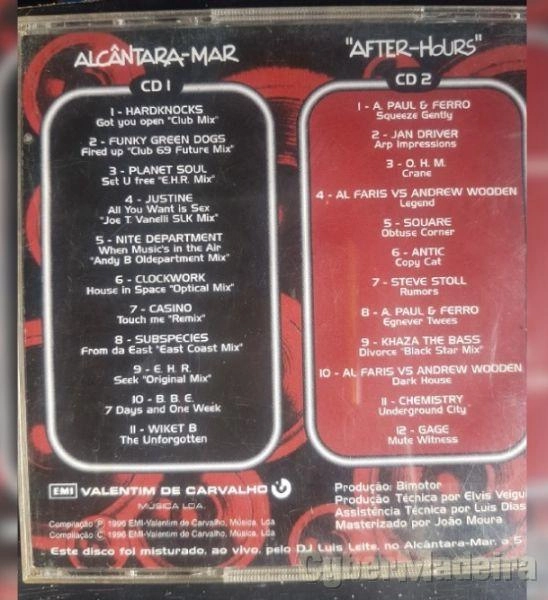 ALCÂNTARA-MAR
CD 1
1 - HARDKNOCKS
Got you open "Club Mix"
2 - FUNKY GREEN DOGS
Fired up "Club 69 Future Mix"
3 - PLANET SOUL
Set U free "E.H.R. Mix"
4 - JUSTINE
All You Want is Sex
"Joe T. Vanelli SLK Mix"
5 - NITE DEPARTMENT
When Music's in the Air
"Andy B Oldepartment Mix"
6 - CLOCKWORK
House in Space "Optical Mix"
7 - CASINO
Touch me "Remix"
8 - SUBSPECIES
From da East "East Coast Mix"
9 - E. H. R.
Seek "Original Mix"
10 - B. B. E.
7 Days and One Week
11 - WIKET B
The Unforgotten
"AFTER-HOURS"
CD 2
1 - A. PAUL & FERRO
Squeeze Gently
2 - JAN DRIVER
Arp Impressions
3 - O. H. M.
Crane
4 - AL FARIS VS ANDREW WOODEN
Legend
5 - SQUARE
Obtuse Corner
6 - ANTIC
Copy Cat
7 - STEVE STOLL
Rumors
8 - A. PAUL & FERRO
Egnever Twees
9 - KHAZA THE BASS
Divorce "Black Star Mix"
10 - AL FARIS VS ANDREW WOODEN
Dark House
11 - CHEMISTRY
Underground City"
12 - GAGE
Mute Witness
EMI VALENTIM DE CARVALHO
MÚSICA LDA.
Compilação ℗ 1996 EMI-Valentim de Carvalho, Música, Lda
Compilação © 1996 EMI-Valentim de Carvalho, Música, Lda
Produção: Bimotor
Produção Técnica por Elvis Veigu
Assistência Técnica por Luis Dias
Masterizado por João Moura
Este disco foi misturado, ao vivo, pelo DJ Luis Leite, no Alcântara-Mar, a 5
Cybermadeira